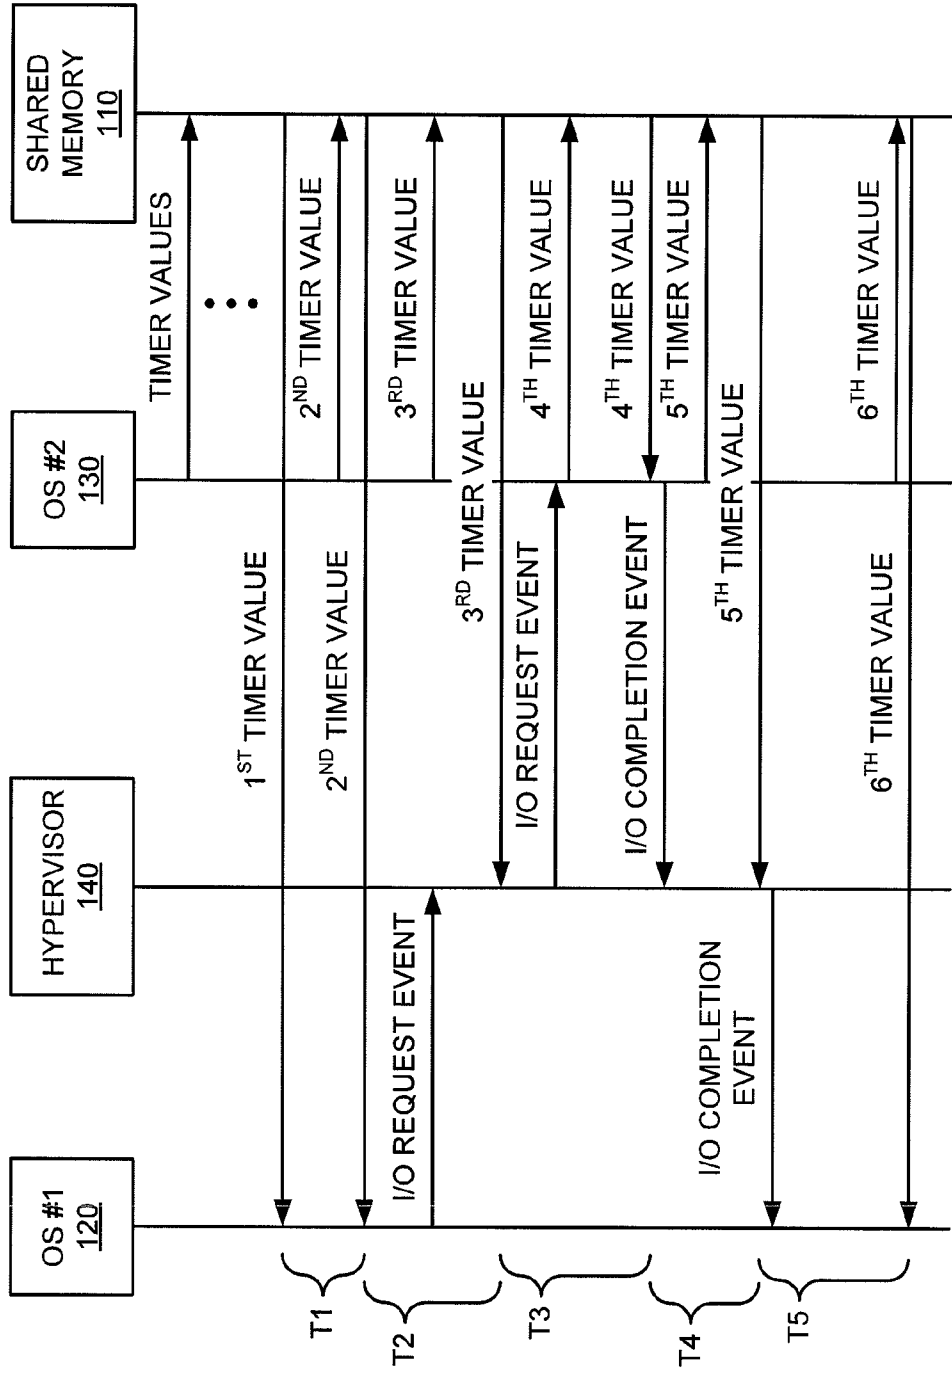 OS #1
120
HYPERVISOR
140
OS #2
130
SHARED
MEMORY
110
TIMER VALUES
1ST TIMER VALUE
2ND TIMER VALUE
2ND TIMER VALUE
T1
I/O REQUEST EVENT
3RD TIMER VALUE
T2
3RD TIMER VALUE
I/O REQUEST EVENT
4TH TIMER VALUE
T3
4TH TIMER VALUE
I/O COMPLETION EVENT
5TH TIMER VALUE
T4
5TH TIMER VALUE
I/O COMPLETION
EVENT
T5
6TH TIMER VALUE
6TH TIMER VALUE